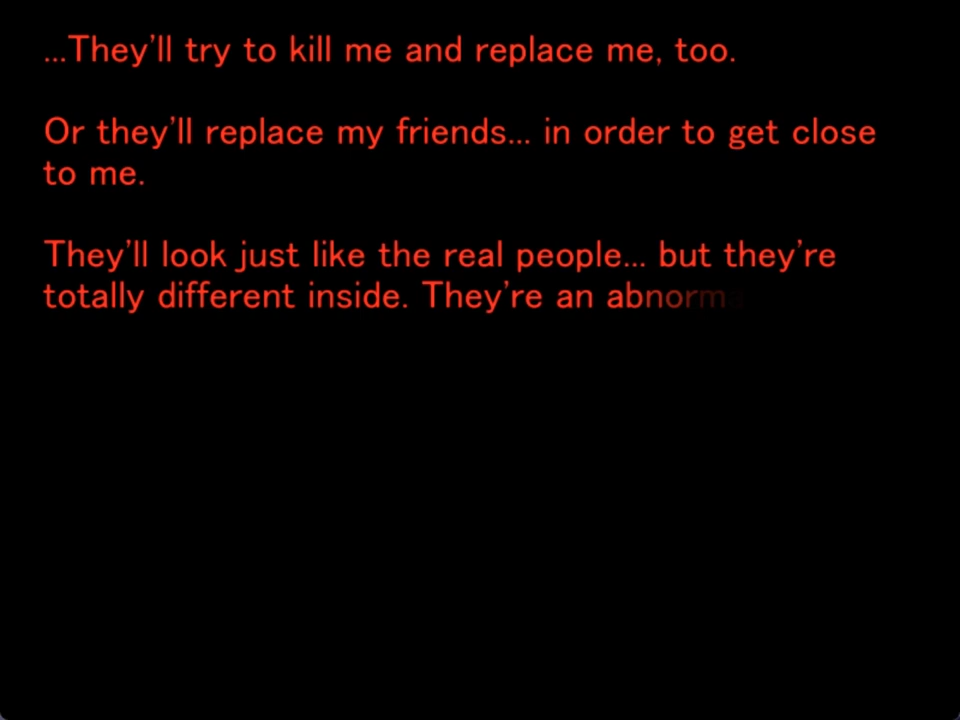 ...They'll try to kill me and replace me, too.
Or they'll replace my friends... in order to get close
to me.
They'll look just like the real people... but they're
totally different inside. They're an abnorm